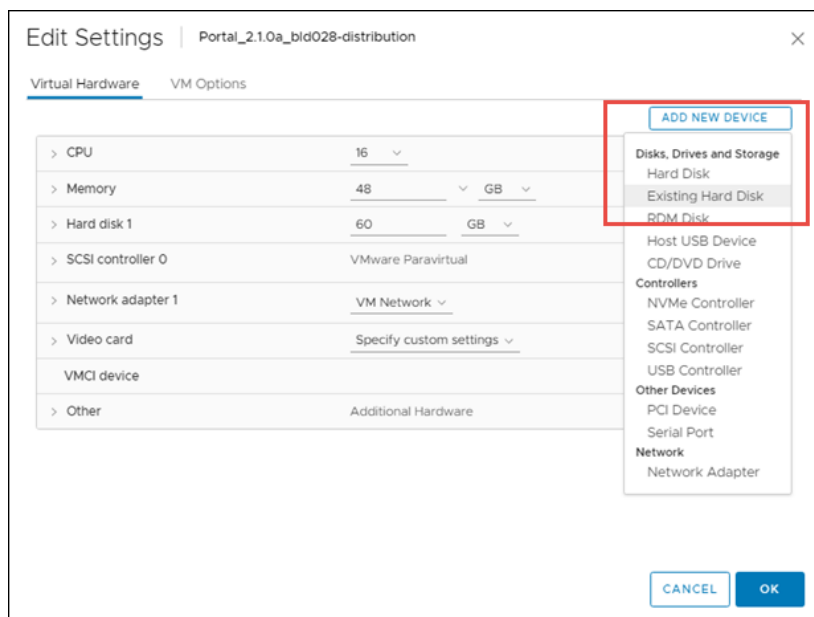 Edit Settings | Portal_2.1.0a_bld028-distribution
Virtual Hardware VM Options
ADD NEW DEVICE
CPU 16
Memory 48 GB
Hard disk 1 60 GB
SCSI controller 0 VMware Paravirtual
Network adapter 1 VM Network
Video card Specify custom settings
VMCI device
Other Additional Hardware
Disks, Drives and Storage
Hard Disk
Existing Hard Disk
RDM Disk
Host USB Device
CD/DVD Drive
Controllers
NVMe Controller
SATA Controller
SCSI Controller
USB Controller
Other Devices
PCI Device
Serial Port
Network
Network Adapter
CANCEL OK